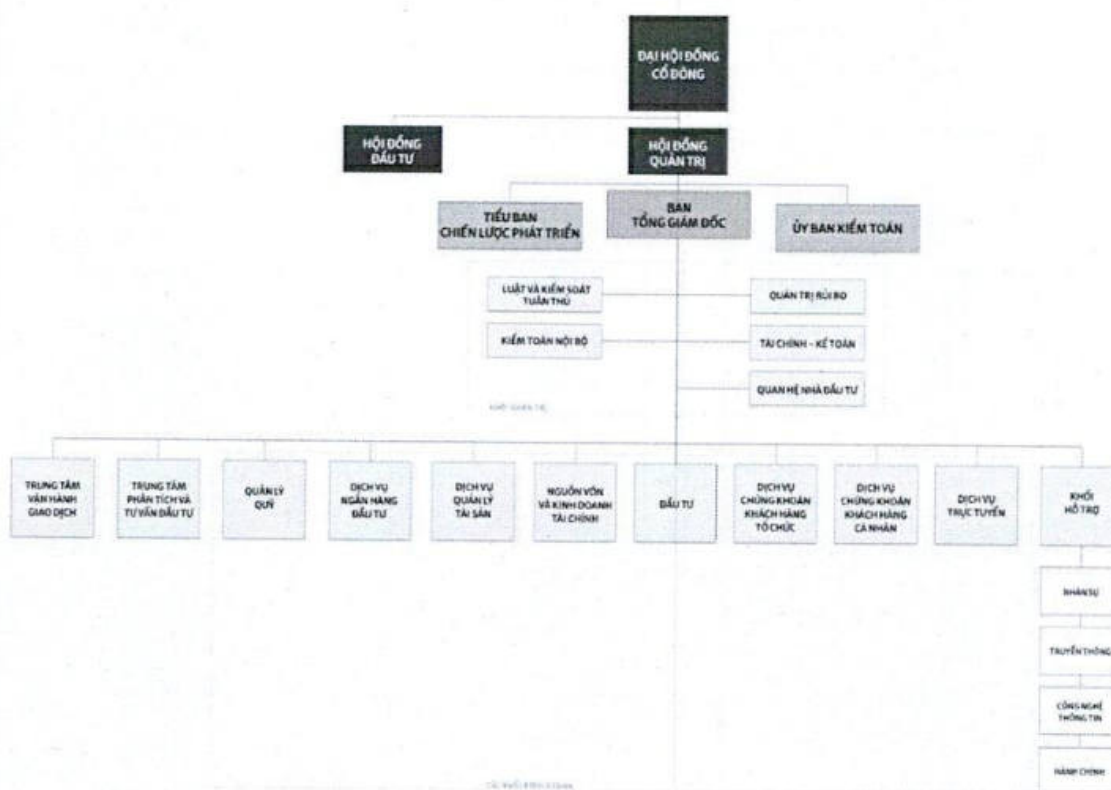 ĐẠI HỘI ĐỒNG
CỔ ĐÔNG
HỘI ĐỒNG
ĐẦU TƯ
HỘI ĐỒNG
QUẢN TRỊ
TIỂU BAN
CHIẾN LƯỢC PHÁT TRIỂN
BAN
TỔNG GIÁM ĐỐC
ỦY BAN KIỂM TOÁN
LUẬT VÀ KIỂM SOÁT
TUÂN THỦ
QUẢN TRỊ RỦI RO
KIỂM TOÁN NỘI BỘ
TÀI CHÍNH – KẾ TOÁN
QUAN HỆ NHÀ ĐẦU TƯ
KHỐI QUẢN TRỊ
TRUNG TÂM
VẬN HÀNH
GIAO DỊCH
TRUNG TÂM
PHÂN TÍCH VÀ
TƯ VẤN ĐẦU TƯ
QUẢN LÝ
QUỸ
DỊCH VỤ
NGÂN HÀNG
ĐẦU TƯ
DỊCH VỤ
QUẢN LÝ
TÀI SẢN
NGUỒN VỐN
VÀ KINH DOANH
TÀI CHÍNH
ĐẦU TƯ
DỊCH VỤ
CHỨNG KHOÁN
KHÁCH HÀNG
TỔ CHỨC
DỊCH VỤ
CHỨNG KHOÁN
KHÁCH HÀNG
CÁ NHÂN
DỊCH VỤ
TRỰC TUYẾN
KHỐI
HỖ TRỢ
NHÂN SỰ
TRUYỀN THÔNG
CÔNG NGHỆ
THÔNG TIN
HÀNH CHÍNH